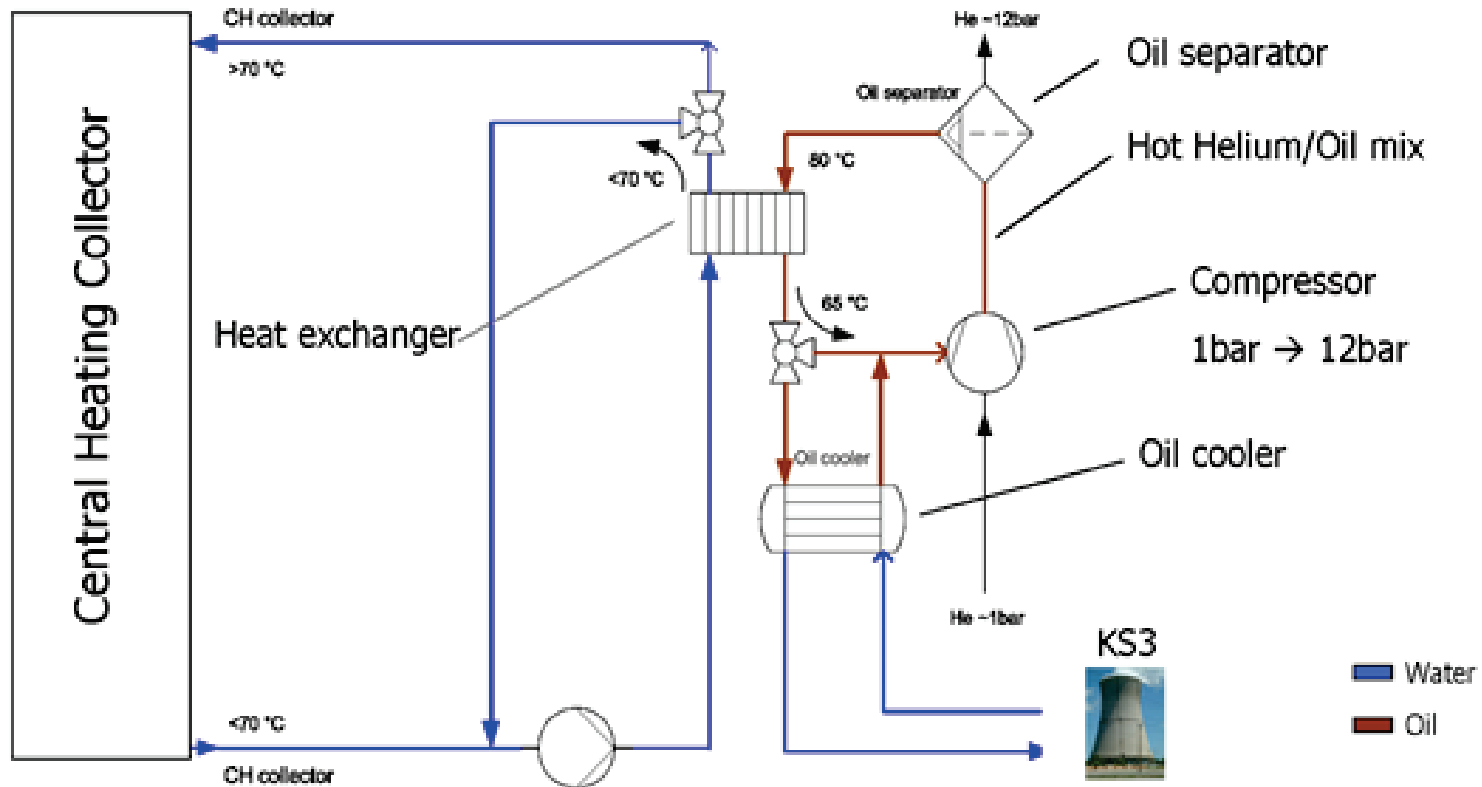 CH collector
He ~12bar
>70 °C
Oil separator
Oil separator
Hot Helium/Oil mix
80 °C
<70 °C
Central Heating Collector
Heat exchanger
65 °C
Compressor
1bar → 12bar
Oil cooler
Oil cooler
He ~1bar
KS3
Water
Oil
<70 °C
CH collector